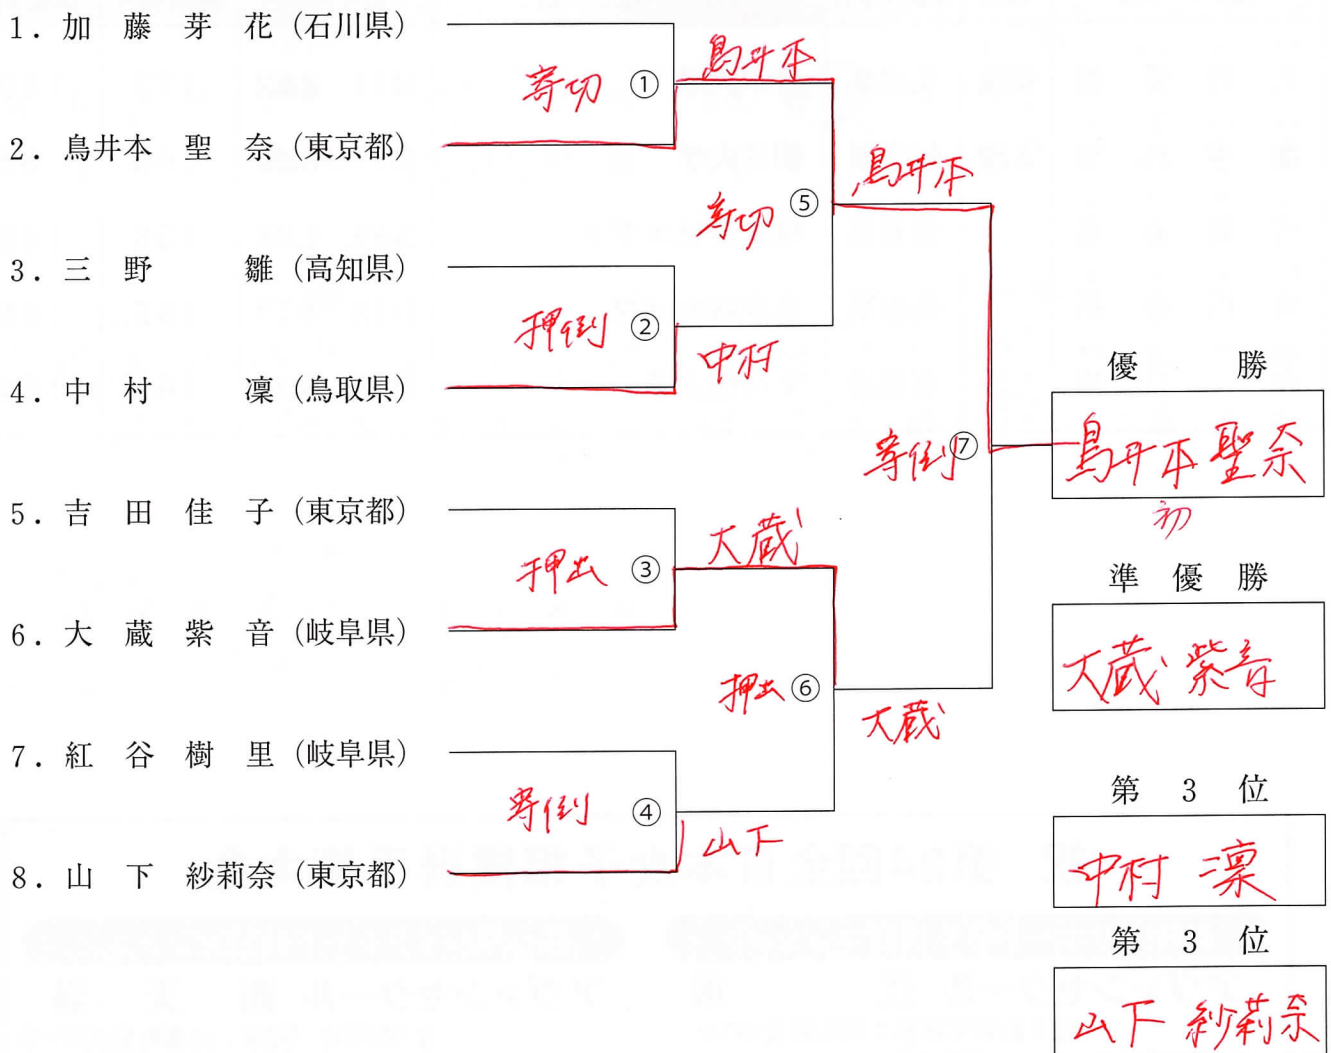 1. 加藤芽花 (石川県)
鳥井本
寄切 ①
2. 鳥井本聖奈 (東京都)
鳥井本
寄切 ⑤
3. 三野雛 (高知県)
押倒 ②
中村
4. 中村凜 (鳥取県)
優勝
鳥井本聖奈
寄倒 ⑦
初
5. 吉田佳子 (東京都)
大蔵
押出 ③
準優勝
6. 大蔵紫音 (岐阜県)
大蔵紫音
押出 ⑥
大蔵
7. 紅谷樹里 (岐阜県)
第3位
寄倒 ④
山下
中村 凜
8. 山下紗莉奈 (東京都)
第3位
山下 紗莉奈